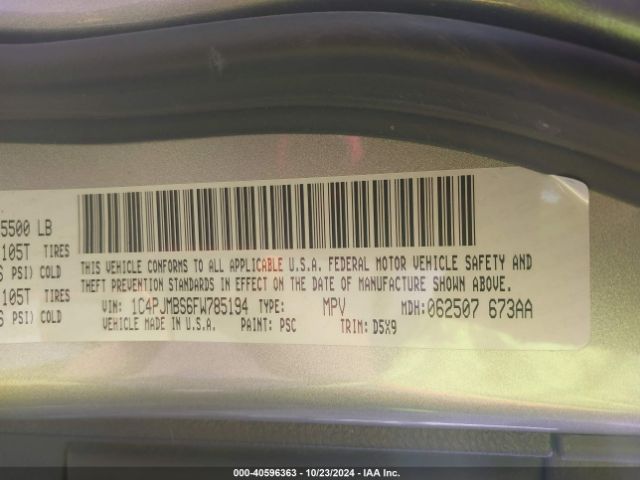 5500 LB
105T TIRES
PSI) COLD
105T TIRES
PSI) COLD
THIS VEHICLE CONFORMS TO ALL APPLICABLE U.S.A. FEDERAL MOTOR VEHICLE SAFETY AND
THEFT PREVENTION STANDARDS IN EFFECT ON THE DATE OF MANUFACTURE SHOWN ABOVE.
VIN: 1C4PJMBS6FW785194 TYPE: MPV MDH: 062507 673AA
VEHICLE MADE IN U.S.A. PAINT: PSC TRIM: D5X9
000-40596363 - 10/23/2024 - IAA Inc.